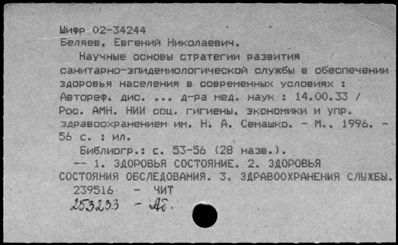 Шифр 02-34244
Беляев, Евгений Николаевич.
Научные основы стратегии развития
санитарно-эпидемиологической службы в обеспечении
здоровья населения в современных условиях :
Автореф. дис. ... д-ра мед. наук : 14.00.33 /
Рос. АМН. НИИ соц. гигиены, экономики и упр.
здравоохранением им. Н. А. Семашко. - М., 1996. -
56 с. : ил.
Библиогр.: с. 53-56 (28 назв.).
-- 1. ЗДОРОВЬЯ СОСТОЯНИЕ. 2. ЗДОРОВЬЯ
СОСТОЯНИЯ ОБСЛЕДОВАНИЯ. 3. ЗДРАВООХРАНЕНИЯ СЛУЖБЫ.
239516 - ЧИТ
253233 - Аб.